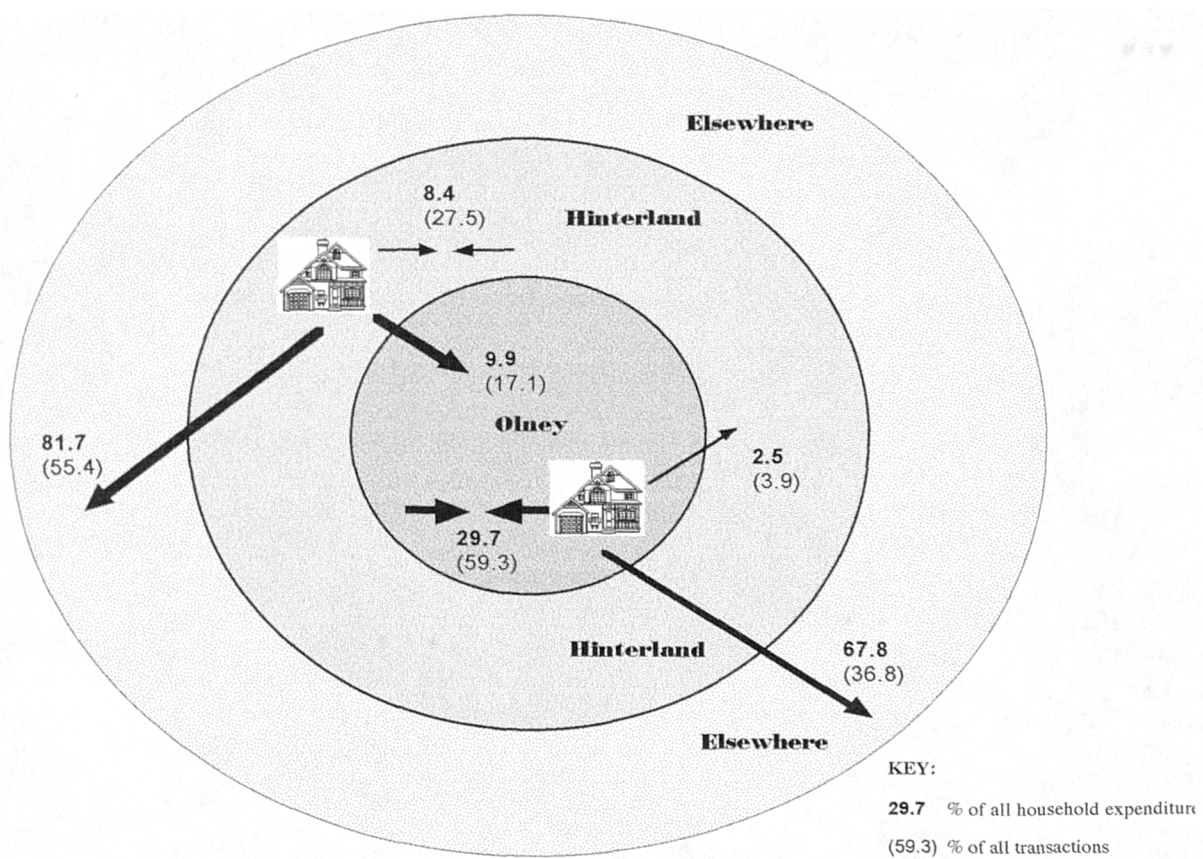 Elsewhere
8.4
(27.5)
Hinterland
9.9
(17.1)
Olney
81.7
(55.4)
2.5
(3.9)
29.7
(59.3)
Hinterland
67.8
(36.8)
Elsewhere
KEY:
29.7 % of all household expenditure
(59.3) % of all transactions